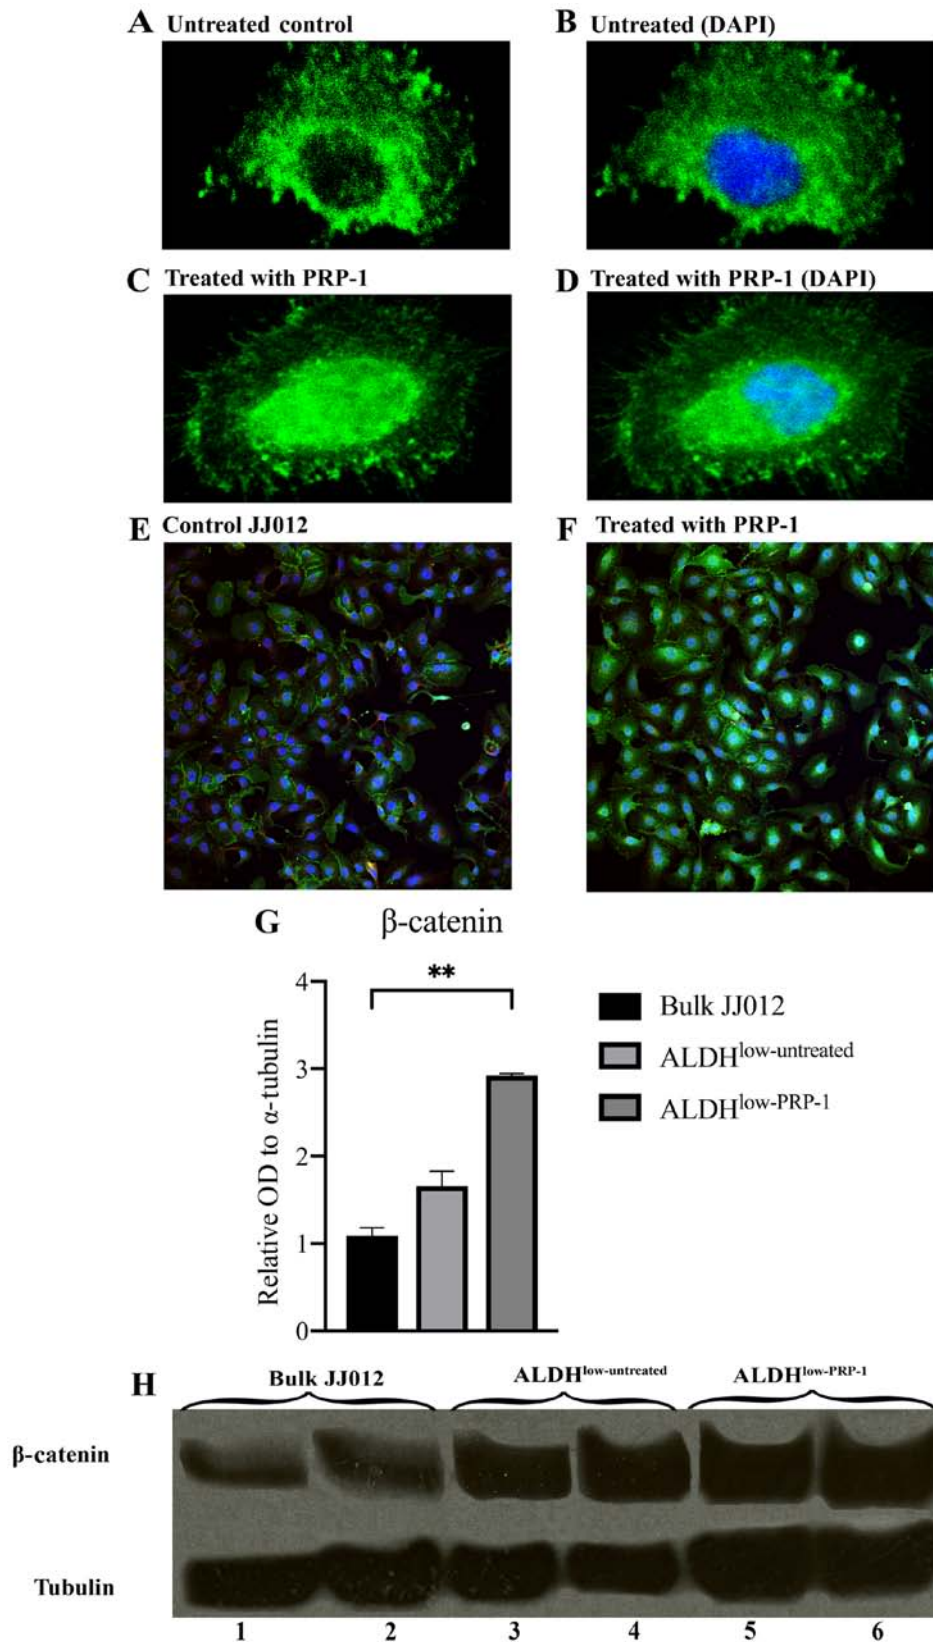 A Untreated control
B Untreated (DAPI)
C Treated with PRP-1
D Treated with PRP-1 (DAPI)
E Control JJ012
F Treated with PRP-1
G β-catenin
4
3
2
1
0
Relative OD to α-tubulin
**
Bulk JJ012
ALDHlow-untreated
ALDHlow-PRP-1
H Bulk JJ012 ALDHlow-untreated ALDHlow-PRP-1
β-catenin
Tubulin
1 2 3 4 5 6